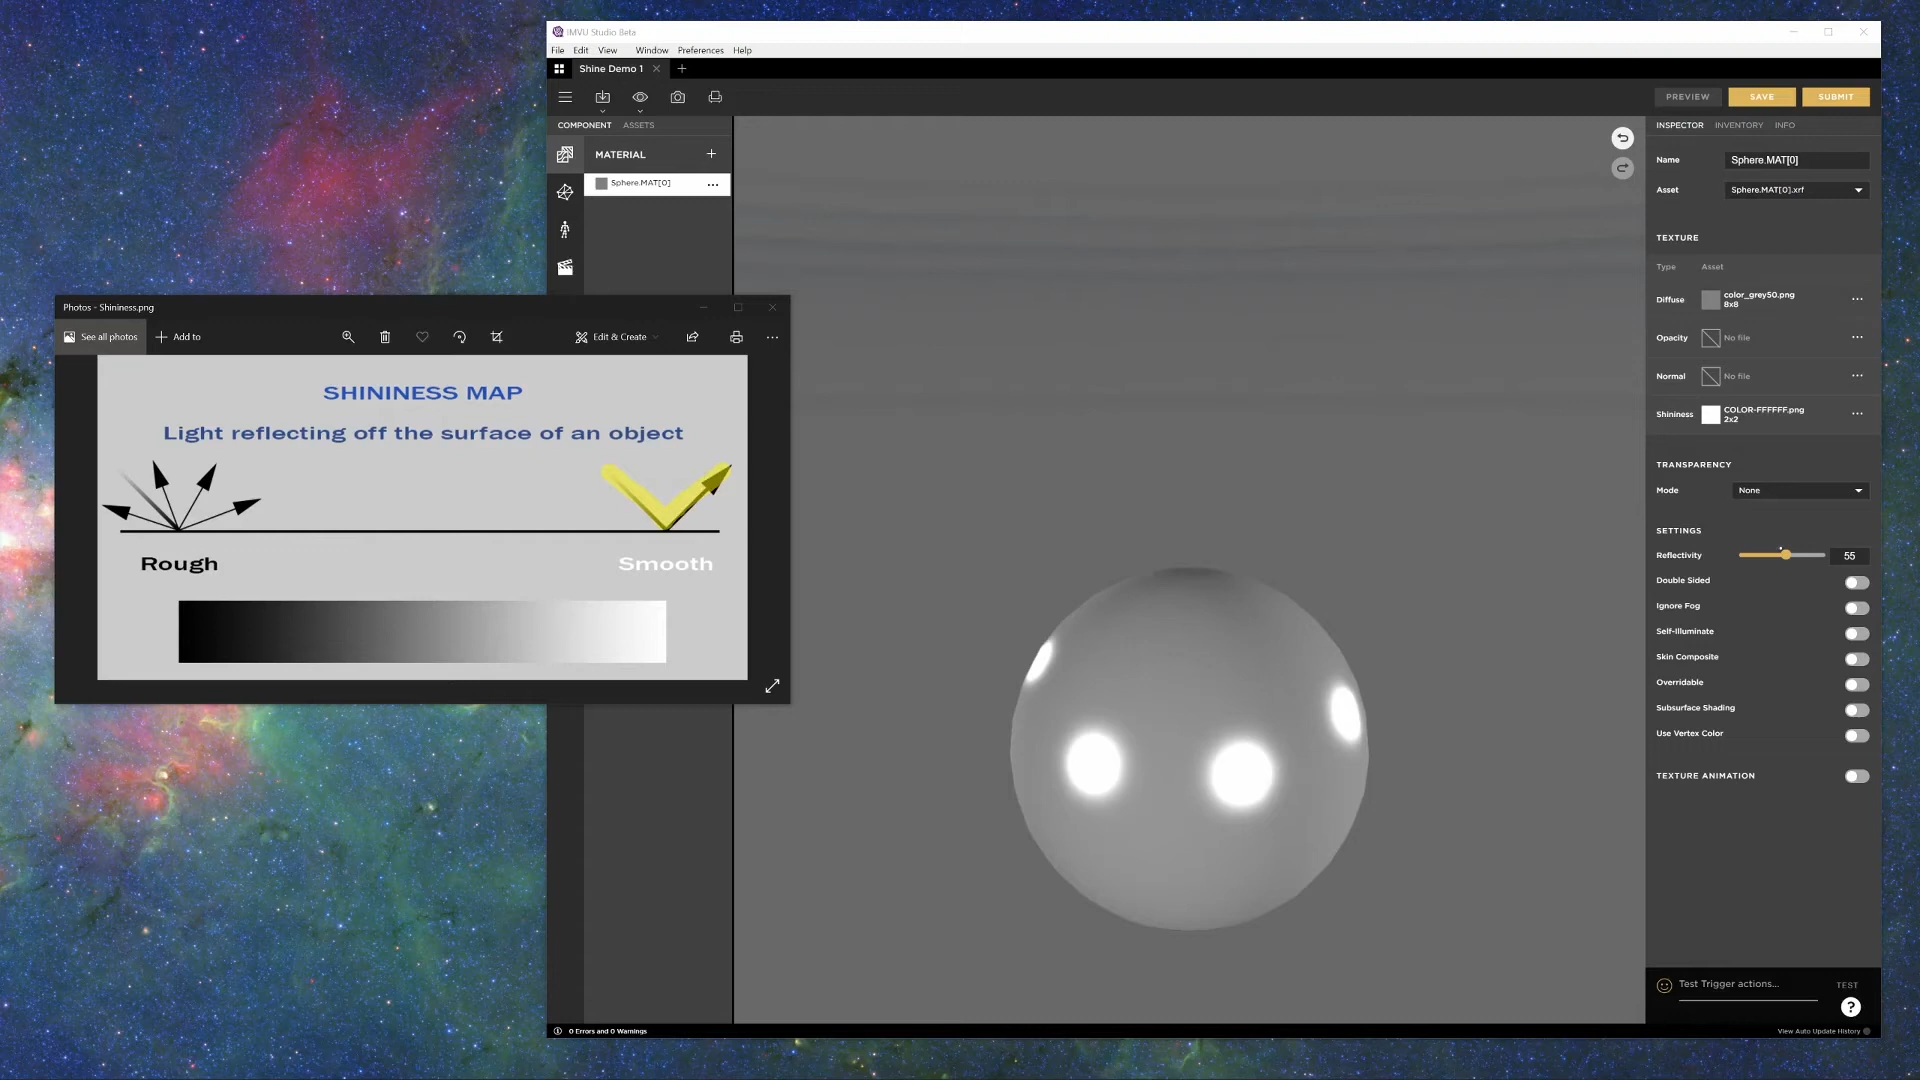 IMVU Studio Beta
File Edit View Window Preferences Help
Shine Demo 1
PREVIEW SAVE SUBMIT
COMPONENT ASSETS
MATERIAL
Sphere.MAT[0]
INSPECTOR INVENTORY INFO
Name Sphere.MAT[0]
Asset Sphere.MAT[0].xrf
TEXTURE
Type Asset
Diffuse color_grey50.png
8x8
Opacity No file
Normal No file
Shininess COLOR-FFFFFF.png
2x2
TRANSPARENCY
Mode None
SETTINGS
Reflectivity 55
Double Sided
Ignore Fog
Self-Illuminate
Skin Composite
Overridable
Subsurface Shading
Use Vertex Color
TEXTURE ANIMATION
Test Trigger actions... TEST
?
View Auto Update History
0 Errors and 0 Warnings
Photos - Shininess.png
See all photos Add to Edit & Create
SHININESS MAP
Light reflecting off the surface of an object
Rough Smooth